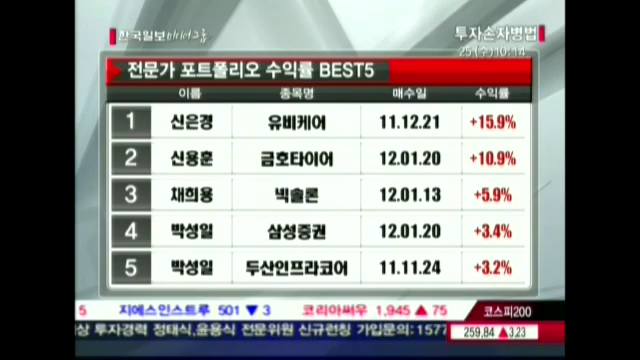 한국일보 미디어그룹
투자손자병법
25(수)10:14
전문가 포트폴리오 수익률 BEST5
이름 종목명 매수일 수익률
1 신은경 유비케어 11.12.21 +15.9%
2 신용훈 금호타이어 12.01.20 +10.9%
3 채희용 넥솔론 12.01.13 +5.9%
4 박성일 삼성증권 12.01.20 +3.4%
5 박성일 두산인프라코어 11.11.24 +3.2%
5 지에스인스트루 501 ▼ 3 코리아써우 1,945 ▲ 75 코스피200
상 투자경력 정태식,윤용식 전문위원 신규런칭 가입문의: 1577 259.84 ▲3.23